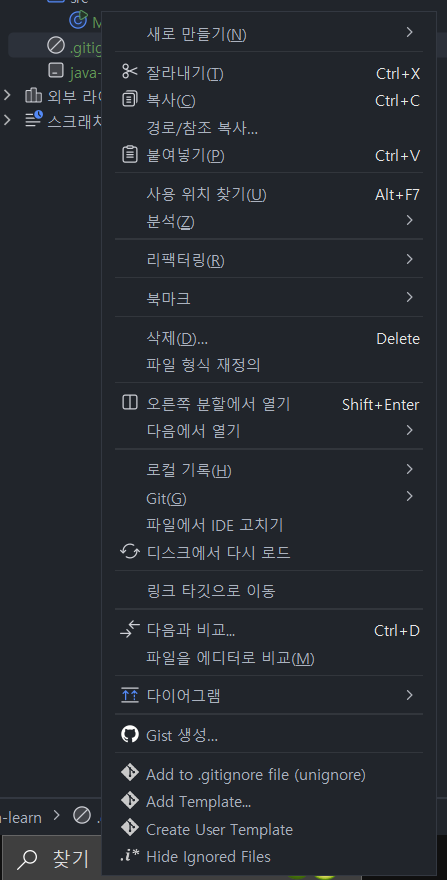 src
M
새로 만들기(N)
.gitig
잘라내기(T) Ctrl+X
java-
외부 라이
복사(C) Ctrl+C
스크래치
경로/참조 복사...
붙여넣기(P) Ctrl+V
사용 위치 찾기(U) Alt+F7
분석(Z)
리팩터링(R)
북마크
삭제(D)... Delete
파일 형식 재정의
오른쪽 분할에서 열기 Shift+Enter
다음에서 열기
로컬 기록(H)
Git(G)
파일에서 IDE 고치기
디스크에서 다시 로드
링크 타깃으로 이동
다음과 비교... Ctrl+D
파일을 에디터로 비교(M)
다이어그램
Gist 생성...
Add to .gitignore file (unignore)
Add Template...
-learn
Create User Template
.i* Hide Ignored Files
찾기